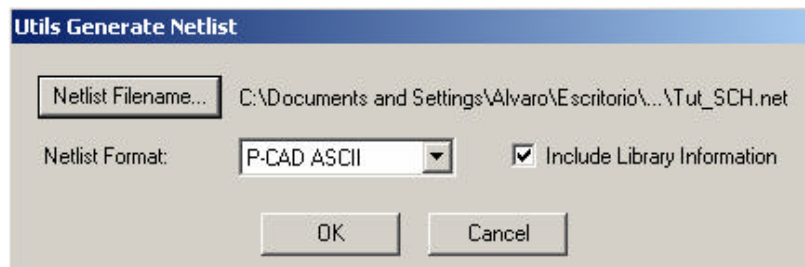 Utils Generate Netlist
Netlist Filename... C:\Documents and Settings\Alvaro\Escritorio\...\Tut_SCH.net
Netlist Format: P-CAD ASCII Include Library Information
OK Cancel